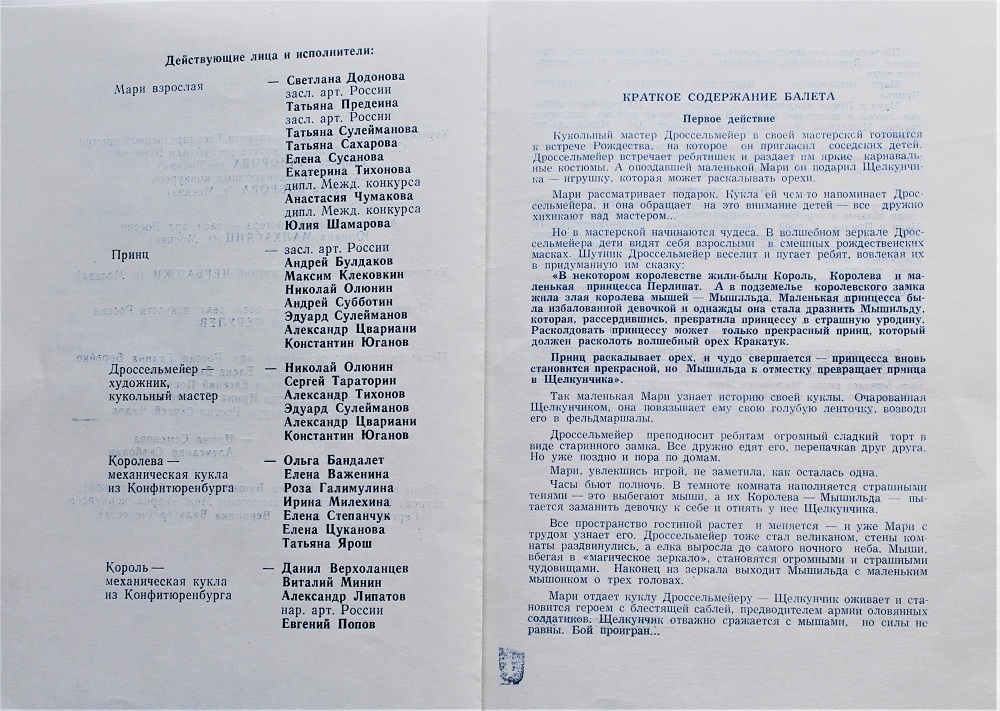 Действующие лица и исполнители:
Мари взрослая — Светлана Додонова
засл. арт. России
Татьяна Предеина
засл. арт. России
Татьяна Сулейманова
Татьяна Сахарова
Елена Сусанова
Екатерина Тихонова
дипл. Межд. конкурса
Анастасия Чумакова
дипл. Межд. конкурса
Юлия Шамарова
Принц — засл. арт. России
Андрей Булдаков
Максим Клековкин
Николай Олюнин
Андрей Субботин
Эдуард Сулейманов
Александр Цвариани
Константин Юганов
Дроссельмейер — — Николай Олюнин
художник, Сергей Тараторин
кукольный мастер Александр Тихонов
Эдуард Сулейманов
Александр Цвариани
Константин Юганов
Королева — — Ольга Бандалет
механическая кукла Елена Важенина
из Конфитюренбурга Роза Галимулина
Ирина Милехина
Елена Степанчук
Елена Цуканова
Татьяна Ярош
Король — — Данил Верхоланцев
механическая кукла Виталий Минин
из Конфитюренбурга Александр Липатов
нар. арт. России
Евгений Попов
КРАТКОЕ СОДЕРЖАНИЕ БАЛЕТА
Первое действие
Кукольный мастер Дроссельмейер в своей мастерской готовится
к встрече Рождества, на которое он пригласил соседских детей.
Дроссельмейер встречает ребятишек и раздает им яркие карнаваль-
ные костюмы. А опоздавшей маленькой Мари он подарил Щелкунчи-
ка — игрушку, которая может раскалывать орехи.
Мари рассматривает подарок. Кукла ей чем-то напоминает Дрос-
сельмейера, и она обращает на это внимание детей — все дружно
хихикают над мастером...
Но в мастерской начинаются чудеса. В волшебном зеркале Дрос-
сельмейера дети видят себя взрослыми в смешных рождественских
масках. Шутник Дроссельмейер веселит и пугает ребят, вовлекая их
в придуманную им сказку:
«В некотором королевстве жили-были Король, Королева и ма-
ленькая принцесса Перлипат. А в подземелье королевского замка
жила злая королева мышей — Мышильда. Маленькая принцесса бы-
ла избалованной девочкой и однажды она стала дразнить Мышильду,
которая, рассердившись, превратила принцессу в страшную уродину.
Расколдовать принцессу может только прекрасный принц, который
должен расколоть волшебный орех Кракатук.
Принц раскалывает орех, и чудо свершается — принцесса вновь
становится прекрасной, но Мышильда в отместку превращает принца
в Щелкунчика».
Так маленькая Мари узнает историю своей куклы. Очарованная
Щелкунчиком, она повязывает ему свою голубую ленточку, возводя
его в фельдмаршалы.
Дроссельмейер преподносит ребятам огромный сладкий торт в
виде старинного замка. Все дружно едят его, перепачкав друг друга.
Но уже поздно и пора по домам.
Мари, увлекшись игрой, не заметила, как осталась одна.
Часы бьют полночь. В темноте комната наполняется страшными
тенями — это выбегают мыши, а их Королева — Мышильда — пы-
тается заманить девочку к себе и отнять у нее Щелкунчика.
Все пространство гостиной растет и меняется — и уже Мари с
трудом узнает его. Дроссельмейер тоже стал великаном, стены ком-
наты раздвинулись, а елка выросла до самого ночного неба. Мыши,
вбегая в «магическое зеркало», становятся огромными и страшными
чудовищами. Наконец из зеркала выходит Мышильда с маленьким
мышонком о трех головах.
Мари отдает куклу Дроссельмейеру — Щелкунчик оживает и ста-
новится героем с блестящей саблей, предводителем армии оловянных
солдатиков. Щелкунчик отважно сражается с мышами, но силы не
равны. Бой проигран...